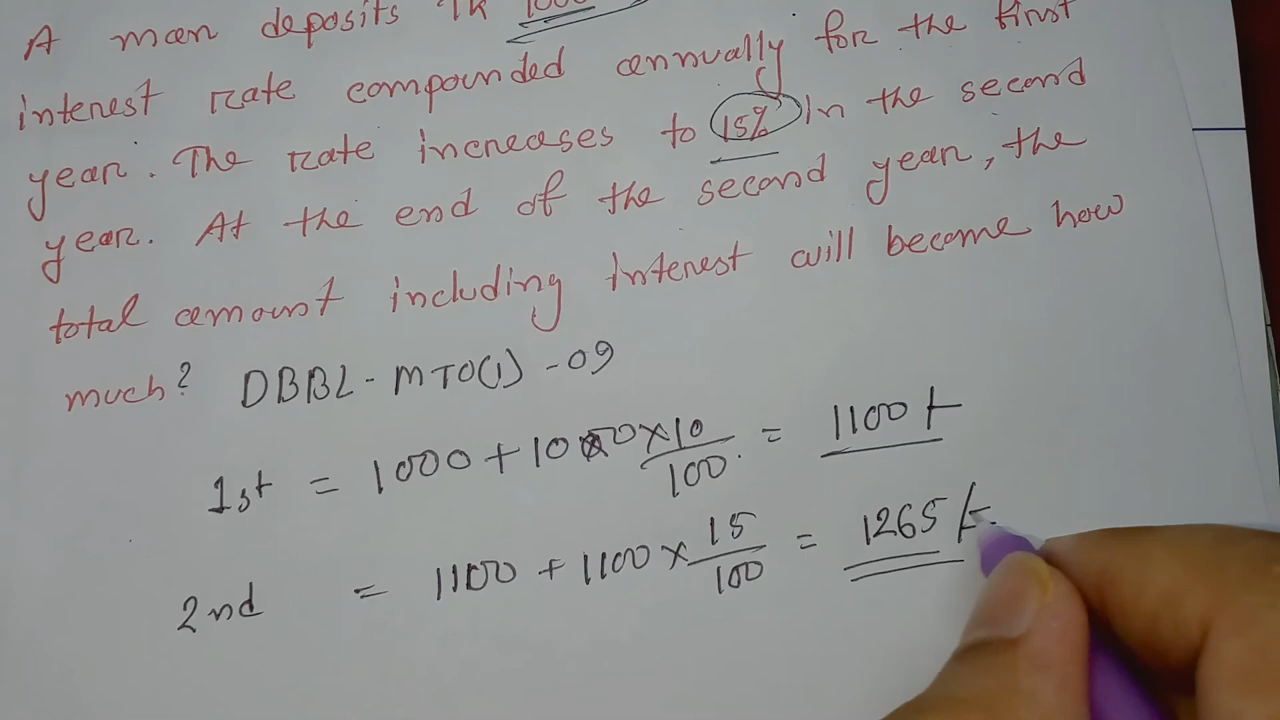 A man deposits Tk 1000
interest rate compounded annually for the first
year. The rate increases to 15% in the second
year. At the end of the second year, the
total amount including interest will become how
much? DBBL - MTO(1) -09
1st = 1000 + 1000 × 10/100 = 1100 t
2nd = 1100 + 1100 × 15/100 = 1265 t